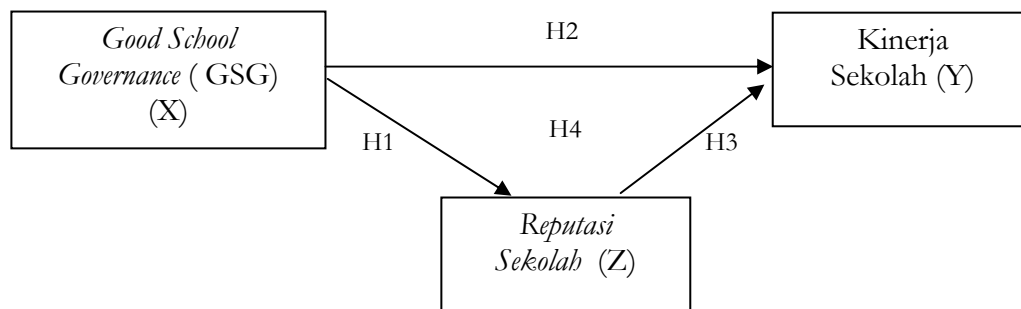 Good School
Governance ( GSG)
(X)
H2
Kinerja
Sekolah (Y)
H1
H4
H3
Reputasi
Sekolah (Z)